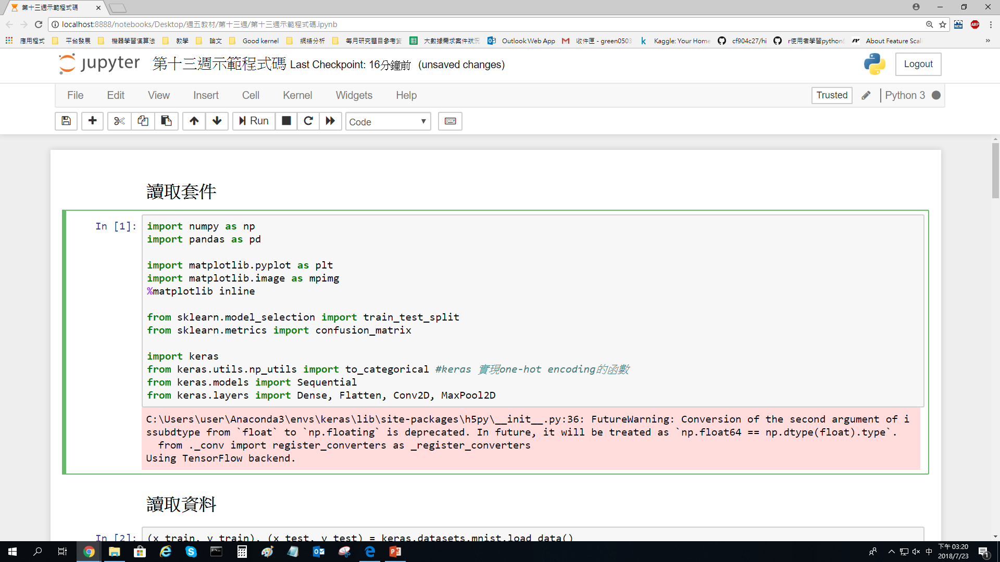 第十三週示範程式碼
localhost:8888/notebooks/Desktop/週五教材/第十三週/第十三週示範程式碼.ipynb
應用程式 平台發展 機器學習演算法 教學 論文 Good kernel 網絡分析 每月研究題目參考資 大數據需求案件狀況 Outlook Web App 收件匣 - green0503 Kaggle: Your Home cf904c27/hi r使用者學習python About Feature Scali »
jupyter 第十三週示範程式碼 Last Checkpoint: 16分鐘前 (unsaved changes) Logout
File Edit View Insert Cell Kernel Widgets Help Trusted Python 3
Run Code
讀取套件
In [1]: import numpy as np
import pandas as pd
import matplotlib.pyplot as plt
import matplotlib.image as mpimg
%matplotlib inline
from sklearn.model_selection import train_test_split
from sklearn.metrics import confusion_matrix
import keras
from keras.utils.np_utils import to_categorical #keras 實現one-hot encoding的函數
from keras.models import Sequential
from keras.layers import Dense, Flatten, Conv2D, MaxPool2D
C:\Users\user\Anaconda3\envs\keras\lib\site-packages\h5py\__init__.py:36: FutureWarning: Conversion of the second argument of i
ssubdtype from `float` to `np.floating` is deprecated. In future, it will be treated as `np.float64 == np.dtype(float).type`.
from ._conv import register_converters as _register_converters
Using TensorFlow backend.
讀取資料
In [2]: (x_train, y_train), (x_test, y_test) = keras.datasets.mnist.load_data()
中 下午 03:20
2018/7/23 1